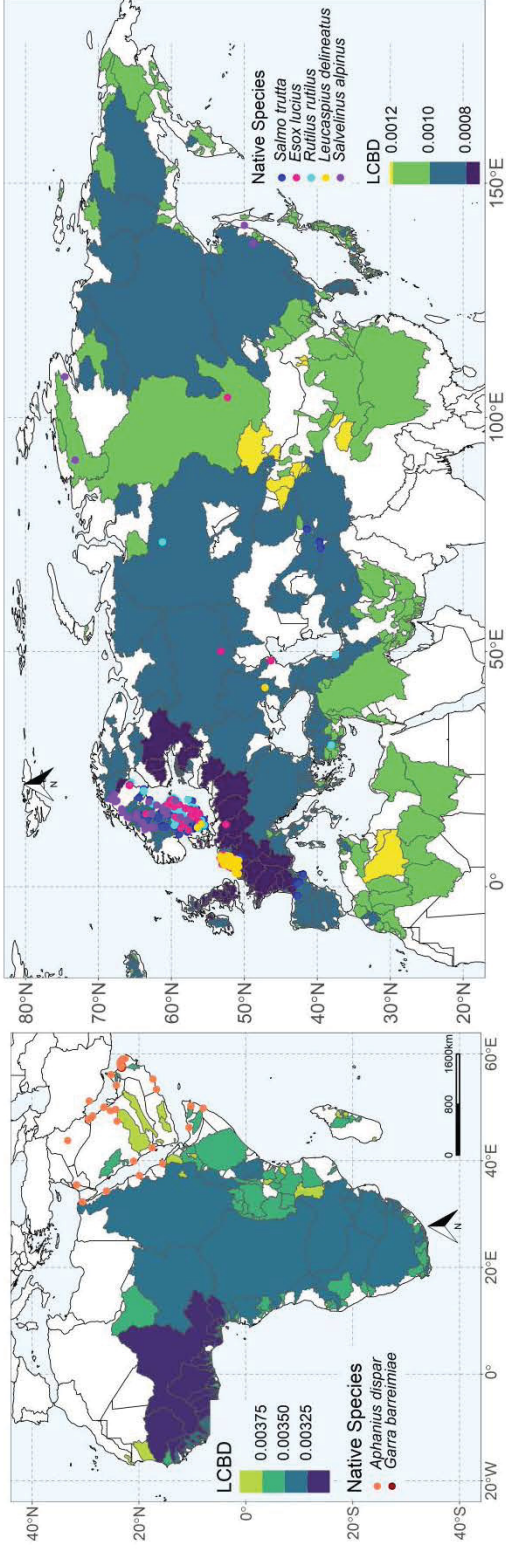 40°N
20°N
0°
20°S
40°S
20°W
0°
20°E
40°E
60°E
LCBD
0.00375
0.00350
0.00325
Native Species
Aphanius dispar
Garra barreimiae
N
0 800 1600km
80°N
70°N
60°N
50°N
40°N
30°N
20°N
0°
50°E
100°E
150°E
N
Native Species
Salmo trutta
Esox lucius
Rutilus rutilus
Leucaspius delineatus
Salvelinus alpinus
LCBD
0.0012
0.0010
0.0008